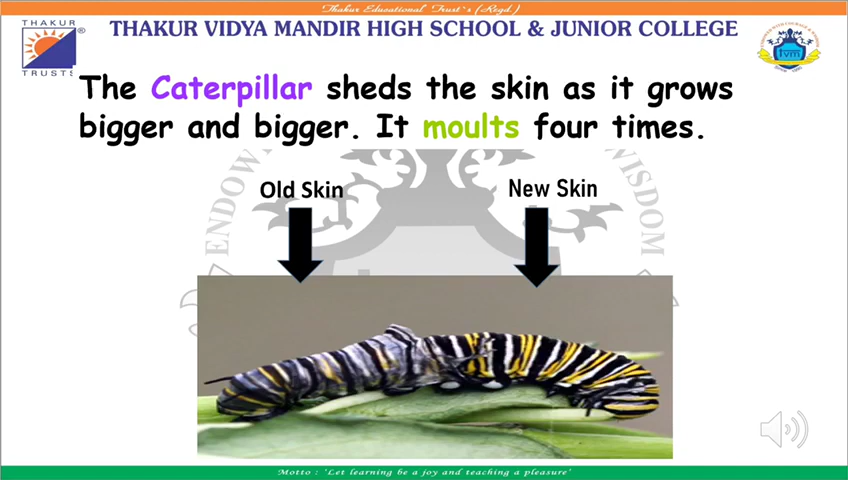 Thakur Educational Trust's (Regd.)
THAKUR VIDYA MANDIR HIGH SCHOOL & JUNIOR COLLEGE
THAKUR
TRUST
tvm
The Caterpillar sheds the skin as it grows
bigger and bigger. It moults four times.
Old Skin
New Skin
WISDOM
Motto : 'Let learning be a joy and teaching a pleasure'